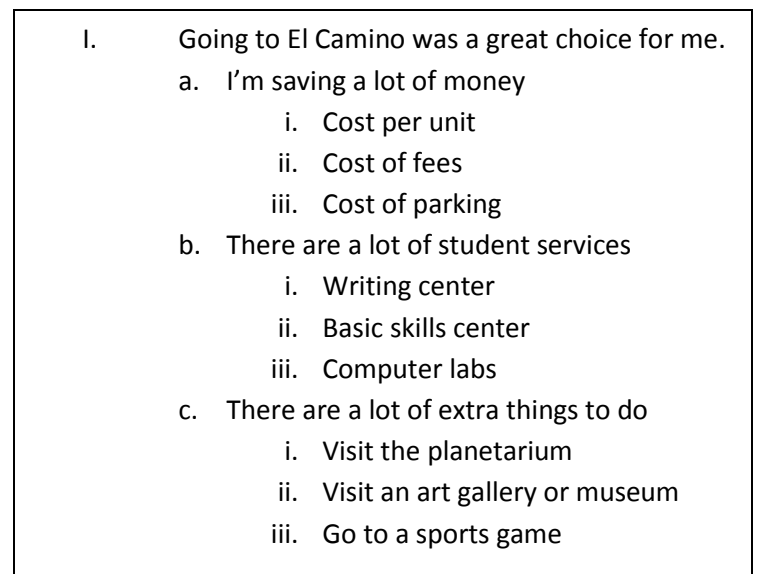 I. Going to El Camino was a great choice for me.
a. I’m saving a lot of money
i. Cost per unit
ii. Cost of fees
iii. Cost of parking
b. There are a lot of student services
i. Writing center
ii. Basic skills center
iii. Computer labs
c. There are a lot of extra things to do
i. Visit the planetarium
ii. Visit an art gallery or museum
iii. Go to a sports game